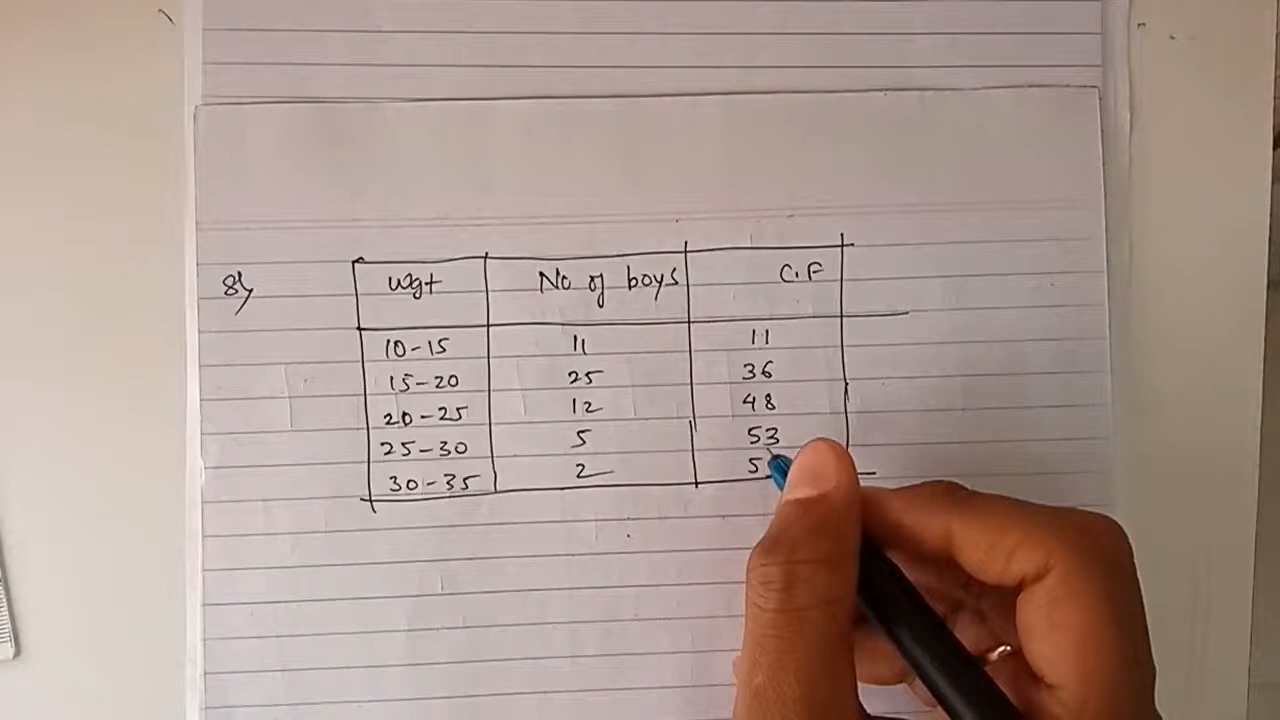 8) Wgt No of boys C.F
10-15 11 11
15-20 25 36
20-25 12 48
25-30 5 53
30-35 2 5